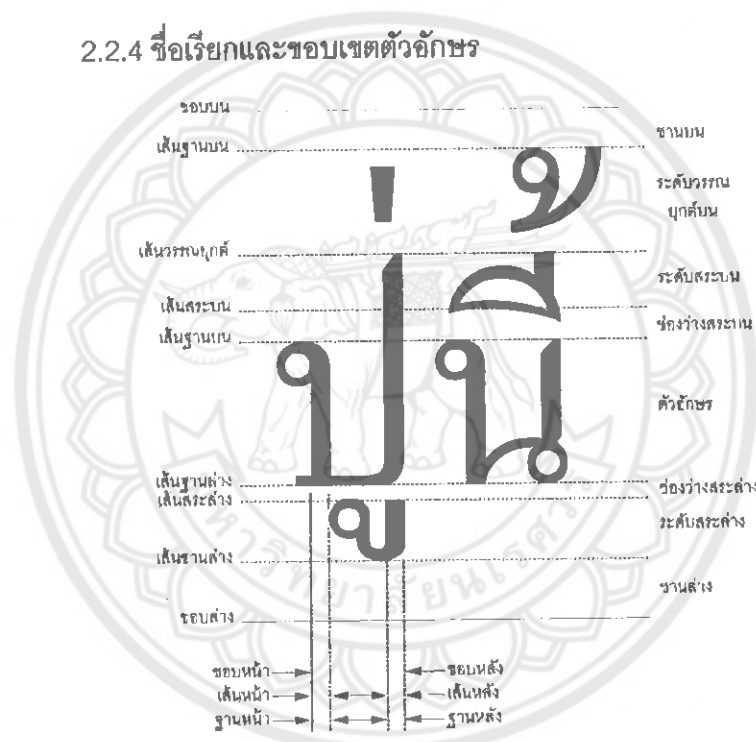 2.2.4 ชื่อเรียกและขอบเขตตัวอักษร
ขอบบน
ชานบน
เส้นฐานบน
ระดับวรรณ
ยุกต์บน
เส้นวรรณยุกต์
ระดับสระบน
เส้นสระบน
ช่องว่างสระบน
เส้นฐานบน
ปู่ นี้
ตัวอักษร
เส้นฐานล่าง
ช่องว่างสระล่าง
เส้นสระล่าง
ระดับสระล่าง
เส้นชานล่าง
ชานล่าง
ขอบล่าง
ขอบหน้า ขอบหลัง
เส้นหน้า เส้นหลัง
ฐานหน้า ฐานหลัง